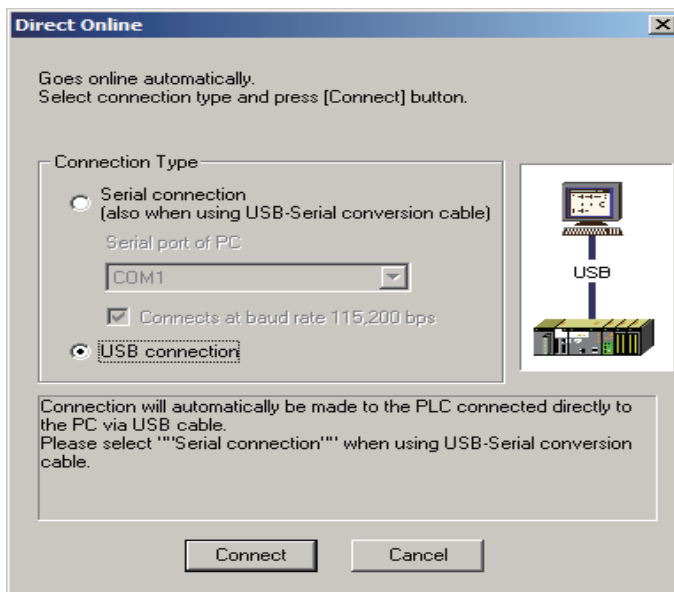 Direct Online
Goes online automatically.
Select connection type and press [Connect] button.
Connection Type
Serial connection
(also when using USB-Serial conversion cable)
Serial port of PC
COM1
Connects at baud rate 115,200 bps
USB connection
USB
Connection will automatically be made to the PLC connected directly to
the PC via USB cable.
Please select ""Serial connection"" when using USB-Serial conversion
cable.
Connect
Cancel